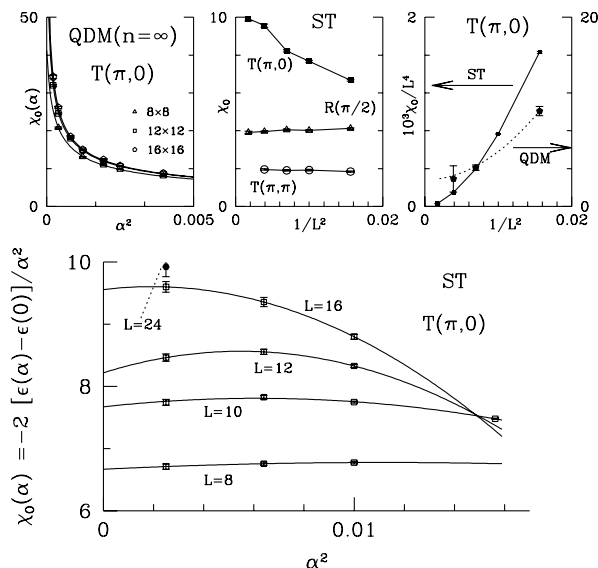 50
χ₀(α)
0
QDM(n=∞)
T(π,0)
8×8
12×12
16×16
0
α²
0.005
10
χ₀
0
ST
T(π,0)
R(π/2)
T(π,π)
0
1/L²
0.02
2
10³χ₀/L⁴
0
T(π,0)
ST
QDM
20
0
0
1/L²
0.02
χ₀(α) =−2 [ϵ(α)−ϵ(0)]/α²
10
8
6
ST
T(π,0)
L=24
L=16
L=12
L=10
L=8
0
0.01
α²